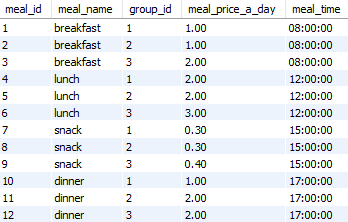 meal_id meal_name group_id meal_price_a_day meal_time
1 breakfast 1 1.00 08:00:00
2 breakfast 2 1.00 08:00:00
3 breakfast 3 2.00 08:00:00
4 lunch 1 2.00 12:00:00
5 lunch 2 2.00 12:00:00
6 lunch 3 3.00 12:00:00
7 snack 1 0.30 15:00:00
8 snack 2 0.30 15:00:00
9 snack 3 0.40 15:00:00
10 dinner 1 1.00 17:00:00
11 dinner 2 2.00 17:00:00
12 dinner 3 2.00 17:00:00